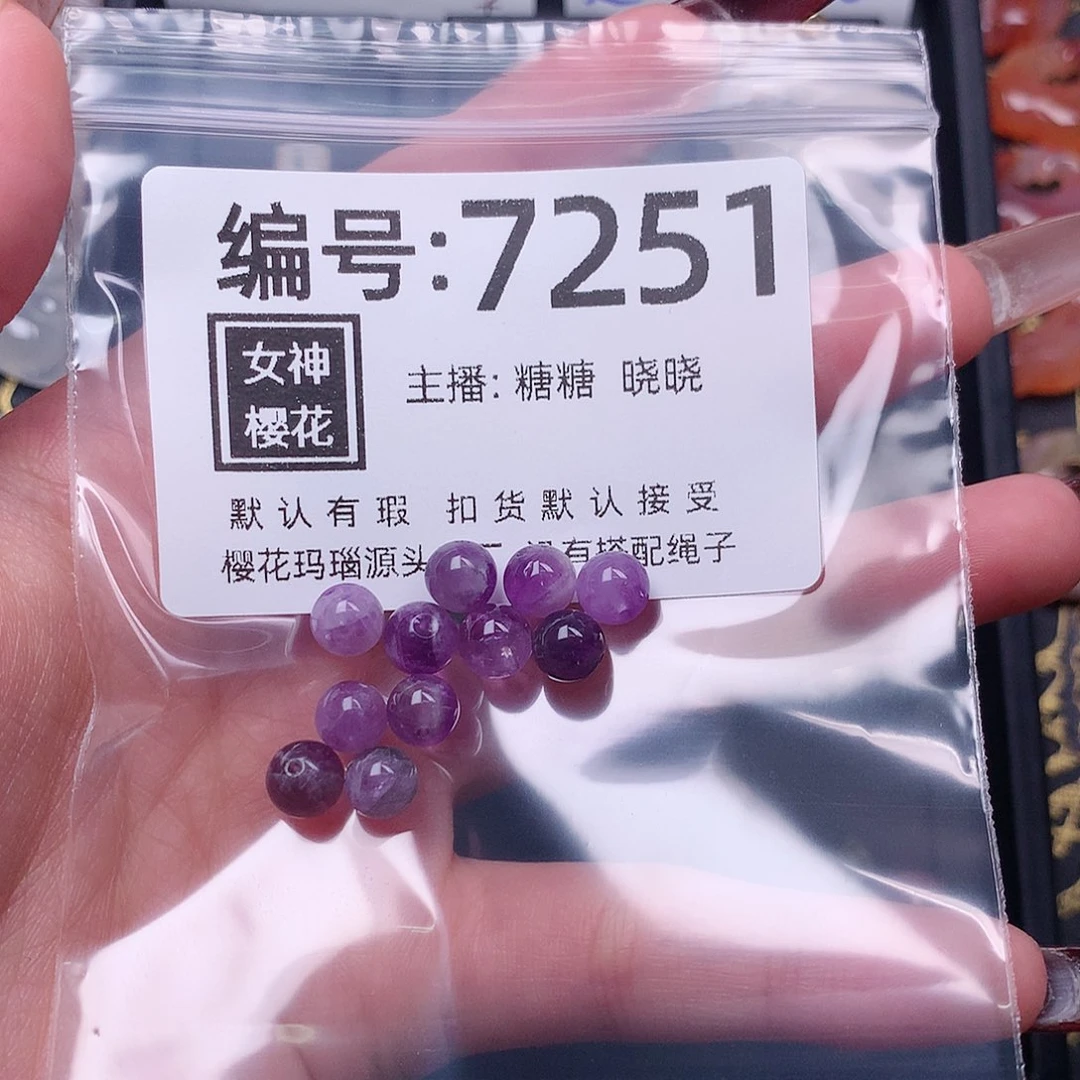 编号:7251
女神
樱花
主播: 糖糖 晓晓
默认有瑕 扣货默认接受
樱花玛瑙源头 没有搭配绳子